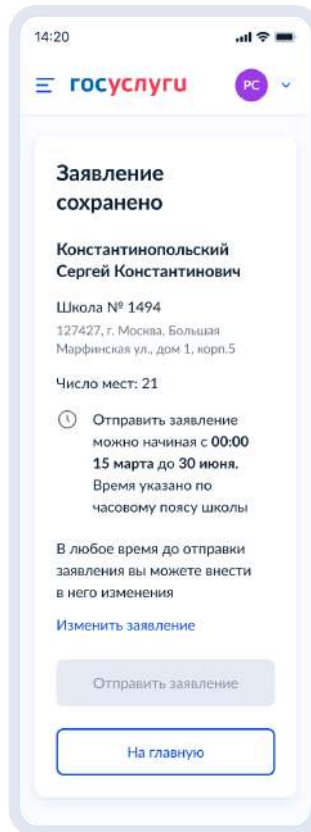 14:20
госуслуги
РС
Заявление
сохранено
Константинопольский
Сергей Константинович
Школа № 1494
127427, г. Москва, Большая
Марфинская ул., дом 1, корп.5
Число мест: 21
Отправить заявление
можно начиная с 00:00
15 марта до 30 июня.
Время указано по
часовому поясу школы
В любое время до отправки
заявления вы можете внести
в него изменения
Изменить заявление
Отправить заявление
На главную